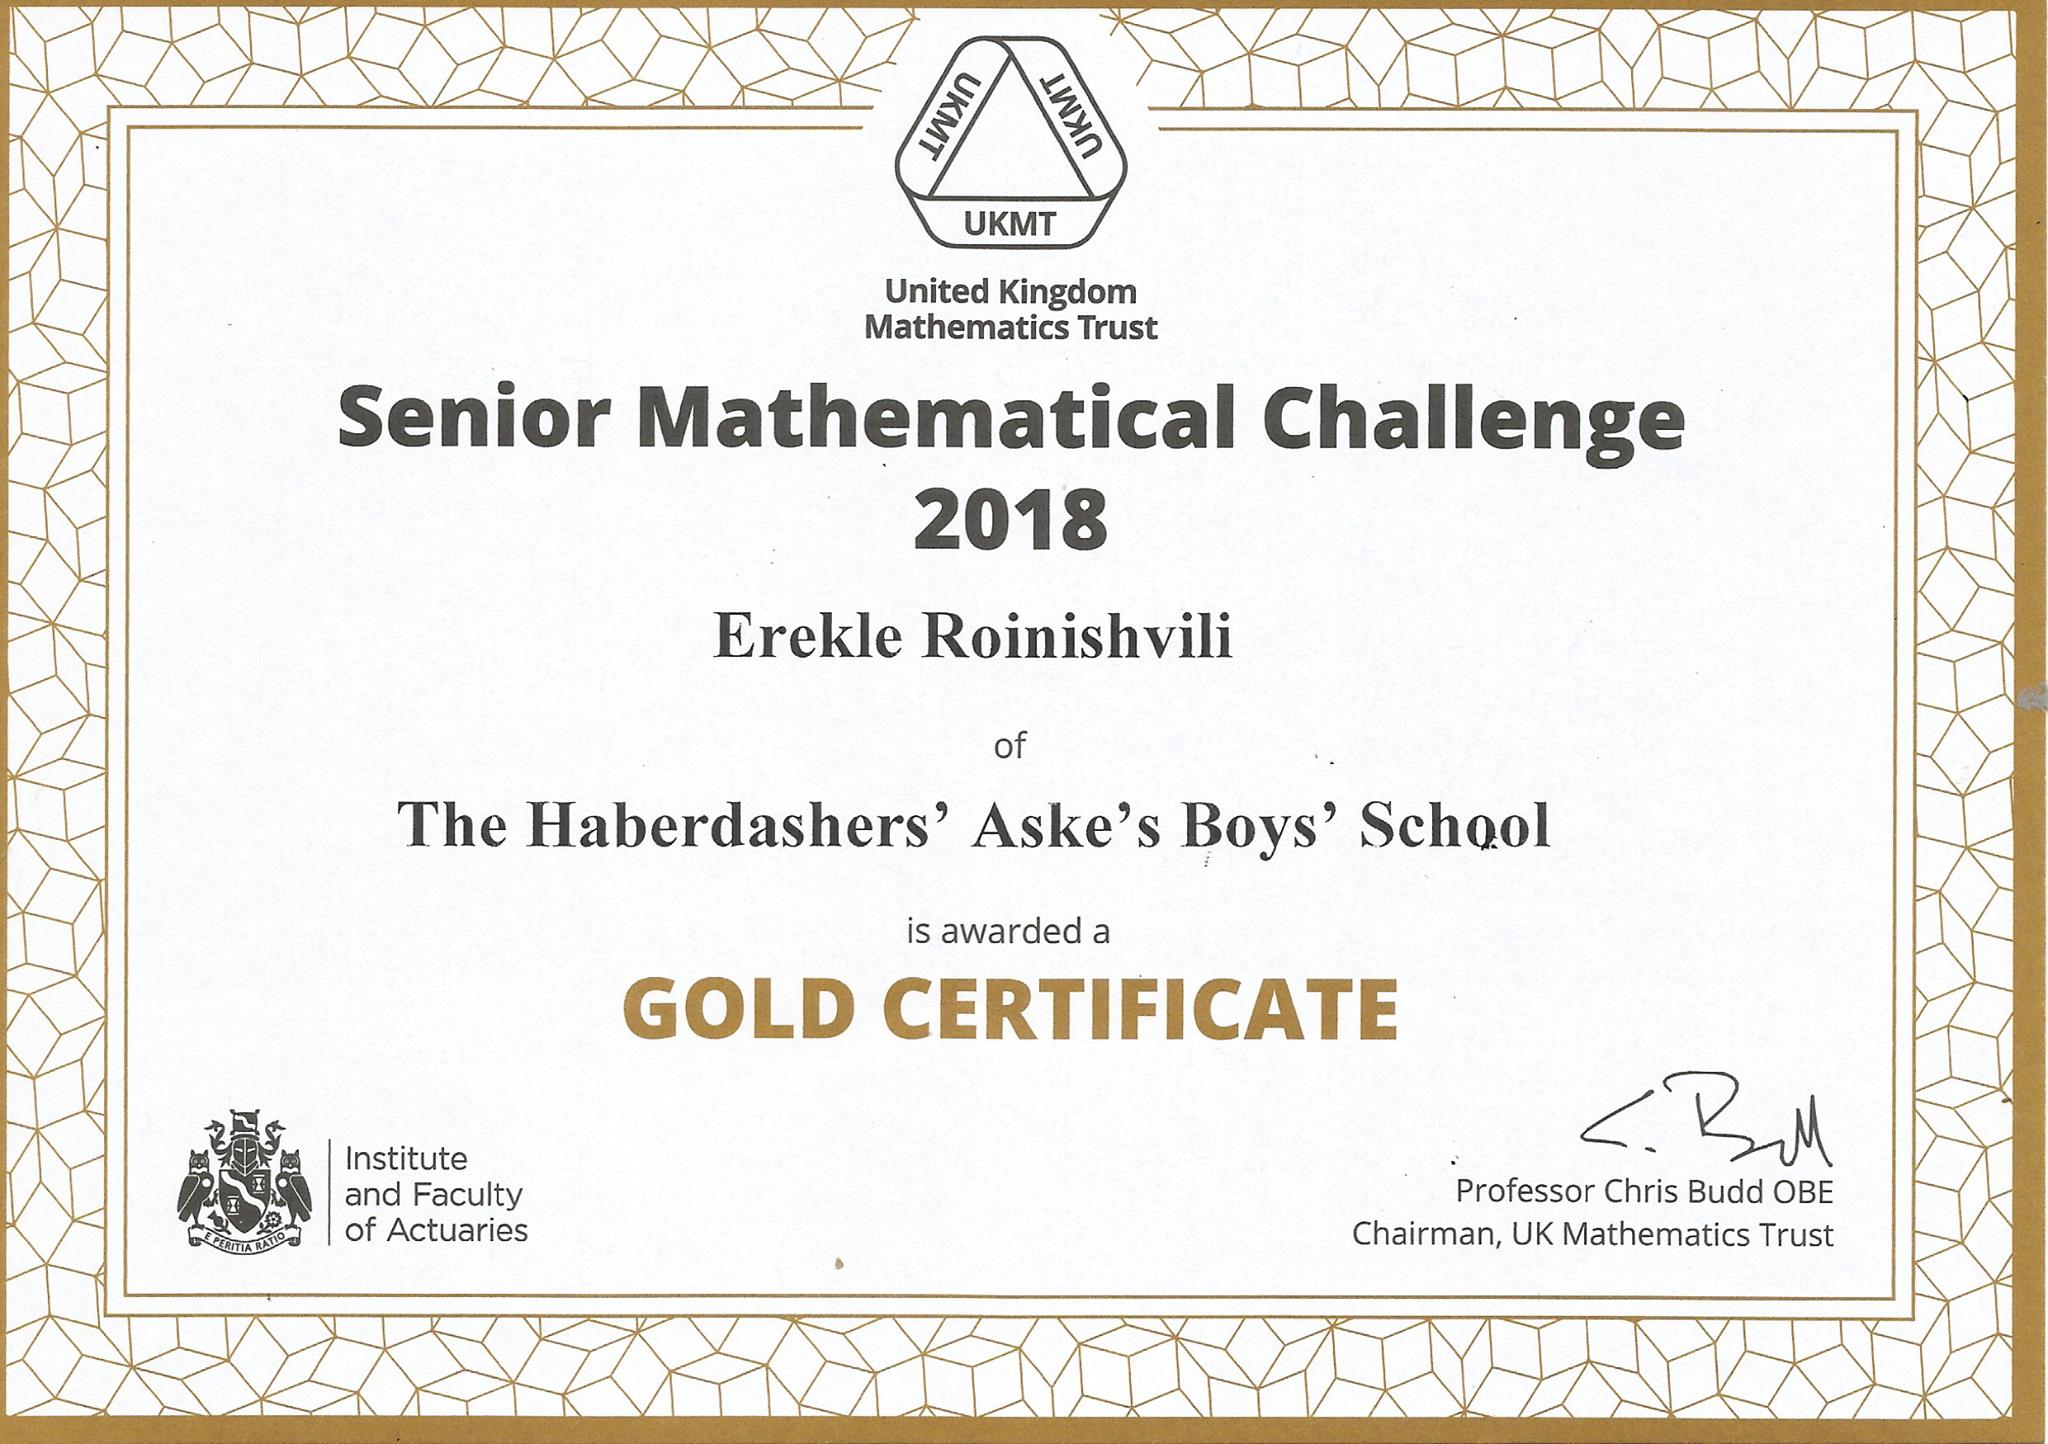 UKMT
UKMT
UKMT
United Kingdom
Mathematics Trust
Senior Mathematical Challenge
2018
Erekle Roinishvili
of
The Haberdashers’ Aske’s Boys’ School
is awarded a
GOLD CERTIFICATE
Institute
and Faculty
of Actuaries
E PERITIA RATIO
C. Budd
Professor Chris Budd OBE
Chairman, UK Mathematics Trust